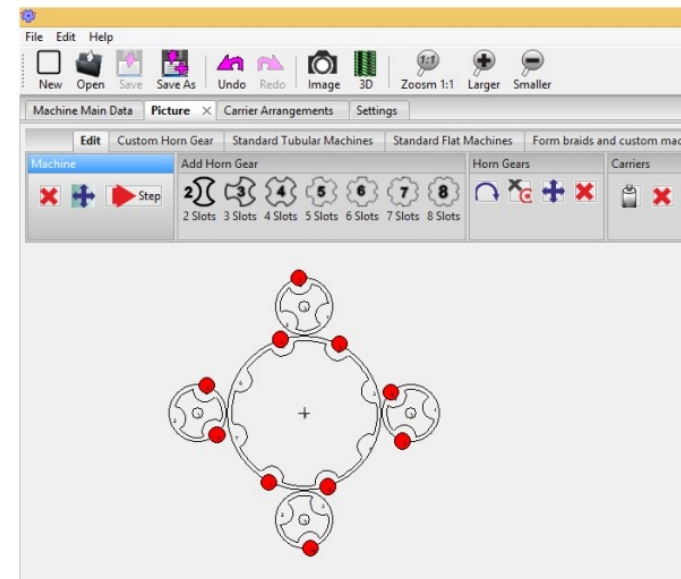 File Edit Help
New Open Save Save As Undo Redo Image 3D Zoosm 1:1 Larger Smaller
Machine Main Data Picture Carrier Arrangements Settings
Edit Custom Horn Gear Standard Tubular Machines Standard Flat Machines Form braids and custom mac
Machine Add Horn Gear Horn Gears Carriers
Step
2 3 4 5 6 7 8
2 Slots 3 Slots 4 Slots 5 Slots 6 Slots 7 Slots 8 Slots